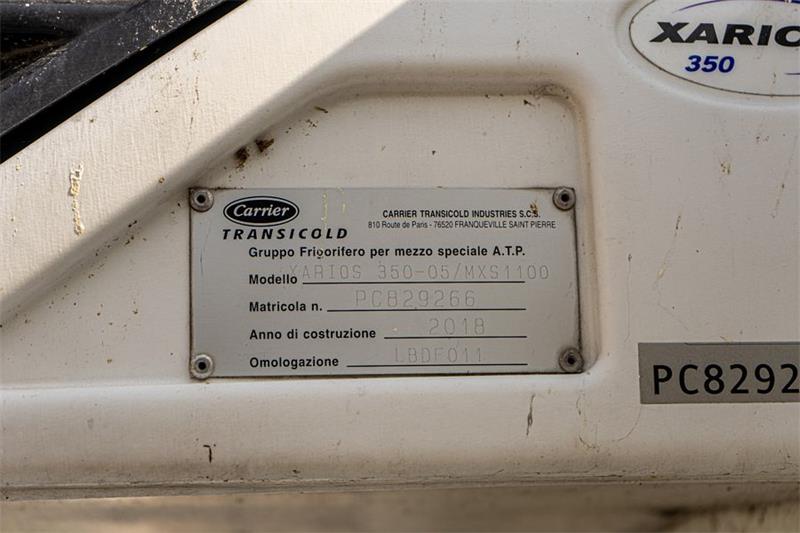 XARIO
350
Carrier
TRANSICOLD
CARRIER TRANSICOLD INDUSTRIES S.C.S.
810 Route de Paris - 76520 FRANQUEVILLE SAINT PIERRE
Gruppo Frigorifero per mezzo speciale A.T.P.
Modello XARIOS 350-05/MXS1100
Matricola n. PC829266
Anno di costruzione 2018
Omologazione LBDF011
PC8292